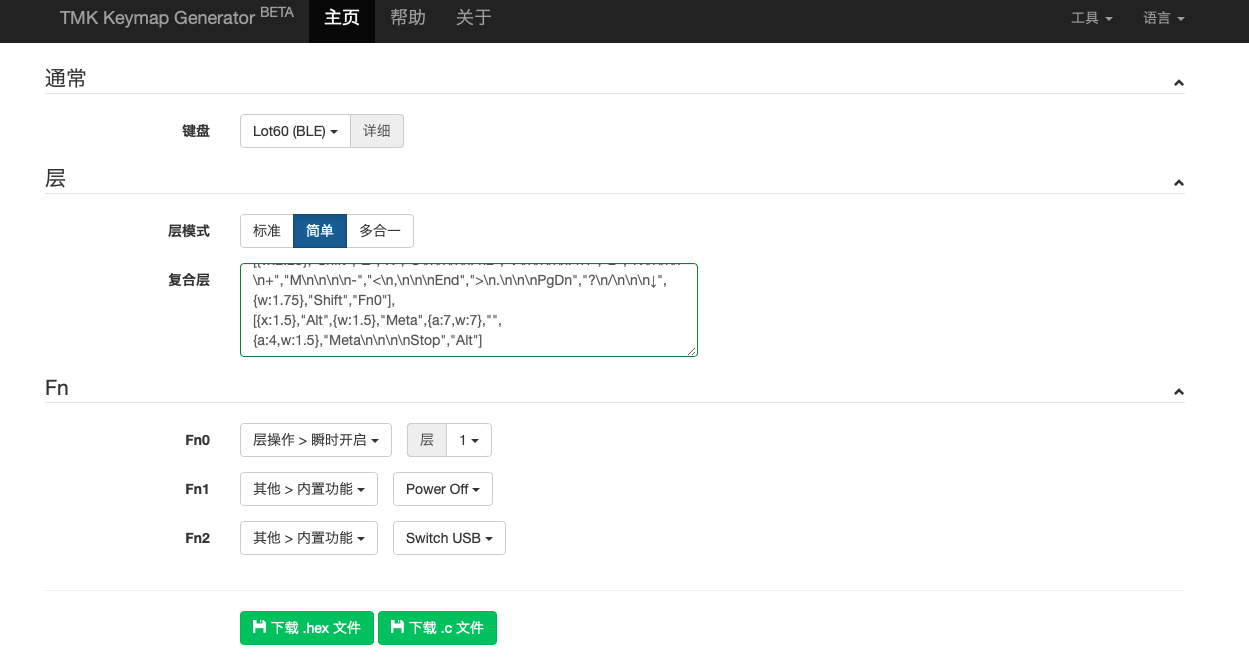 TMK Keymap Generator BETA 主页 帮助 关于 工具 语言
通常
键盘 Lot60 (BLE) 详细
层
层模式 标准 简单 多合一
复合层
\n+","M\n\n\n\n-","<\n,\n\n\nEnd",">\n.\n\n\nPgDn","?\n/\n\n\n↓",
{w:1.75},"Shift","Fn0"],
[{x:1.5},"Alt",{w:1.5},"Meta",{a:7,w:7},"",
{a:4,w:1.5},"Meta\n\n\n\nStop","Alt"]
Fn
Fn0 层操作 > 瞬时开启 层 1
Fn1 其他 > 内置功能 Power Off
Fn2 其他 > 内置功能 Switch USB
下载 .hex 文件 下载 .c 文件